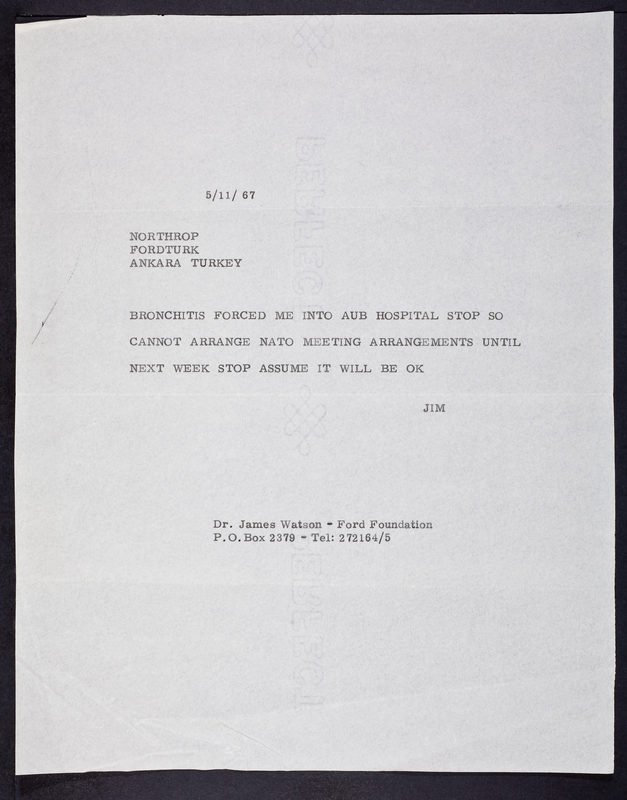 5/11/ 67
NORTHROP
FORDTURK
ANKARA TURKEY
BRONCHITIS FORCED ME INTO AUB HOSPITAL STOP SO
CANNOT ARRANGE NATO MEETING ARRANGEMENTS UNTIL
NEXT WEEK STOP ASSUME IT WILL BE OK
JIM
Dr. James Watson - Ford Foundation
P.O. Box 2379 - Tel: 272164/5